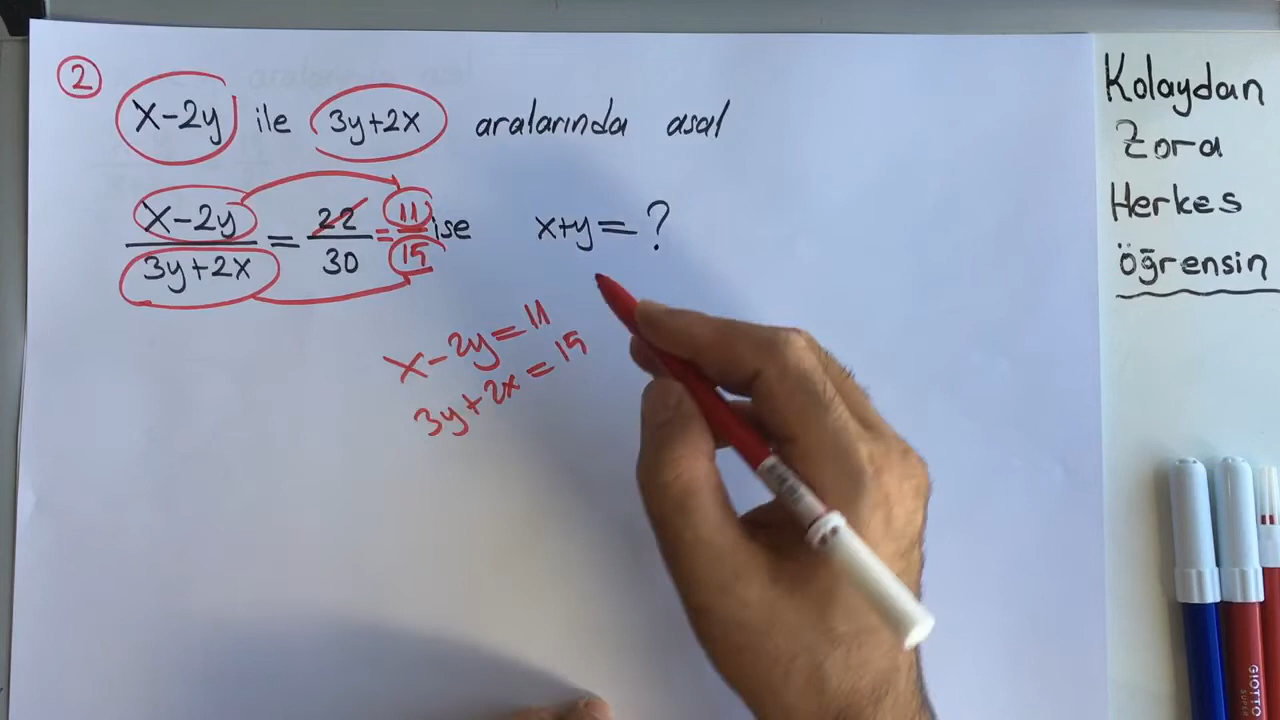 2
x-2y ile 3y+2x aralarında asal
x-2y / 3y+2x = 22 / 30 = 11 / 15 ise x+y=?
x-2y=11
3y+2x=15
Kolaydan
Zora
Herkes
öğrensin
GIOTTO